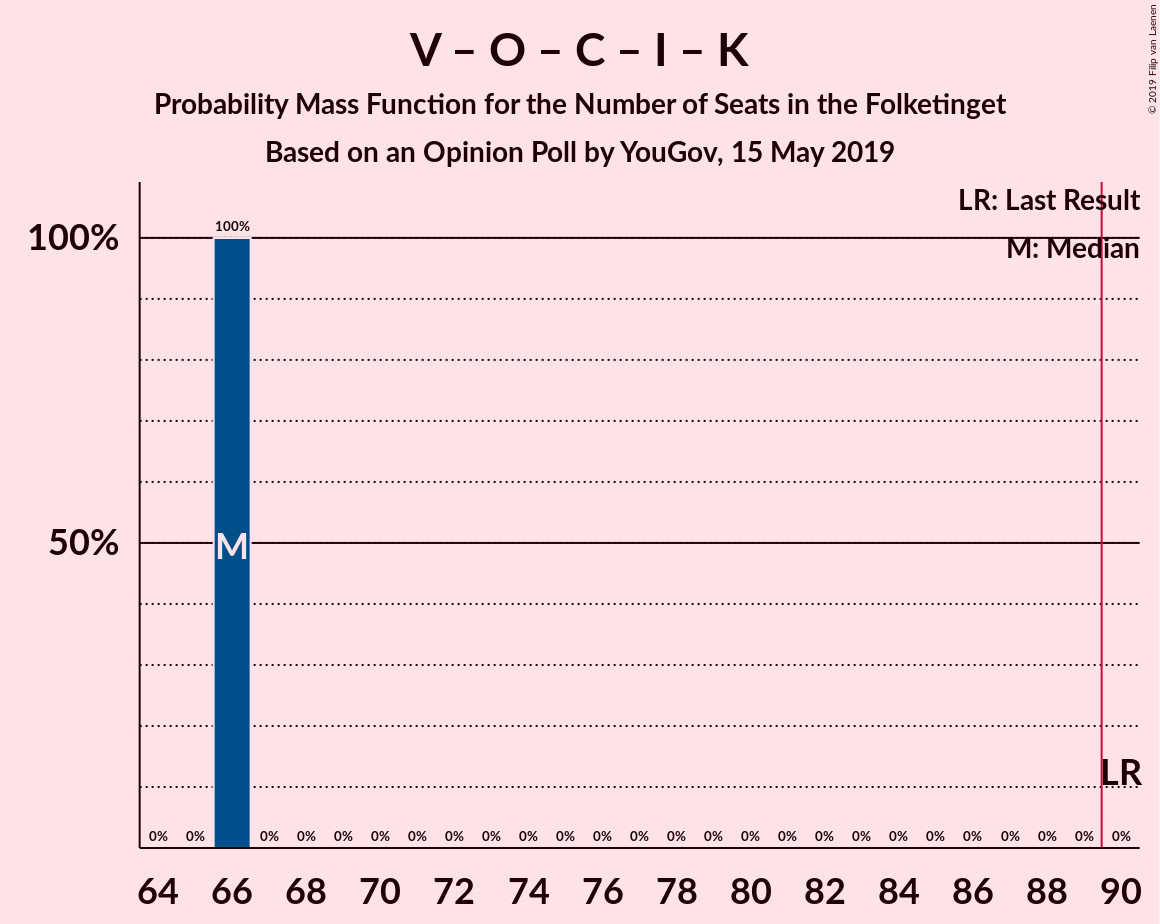 V – O – C – I – K
Probability Mass Function for the Number of Seats in the Folketinget
Based on an Opinion Poll by YouGov, 15 May 2019
© 2019 Filip van Laenen
LR: Last Result
M: Median
100%
50%
100%
M
LR
0% 0% 0% 0% 0% 0% 0% 0% 0% 0% 0% 0% 0% 0% 0% 0% 0% 0% 0% 0% 0% 0% 0% 0% 0% 0%
64 66 68 70 72 74 76 78 80 82 84 86 88 90